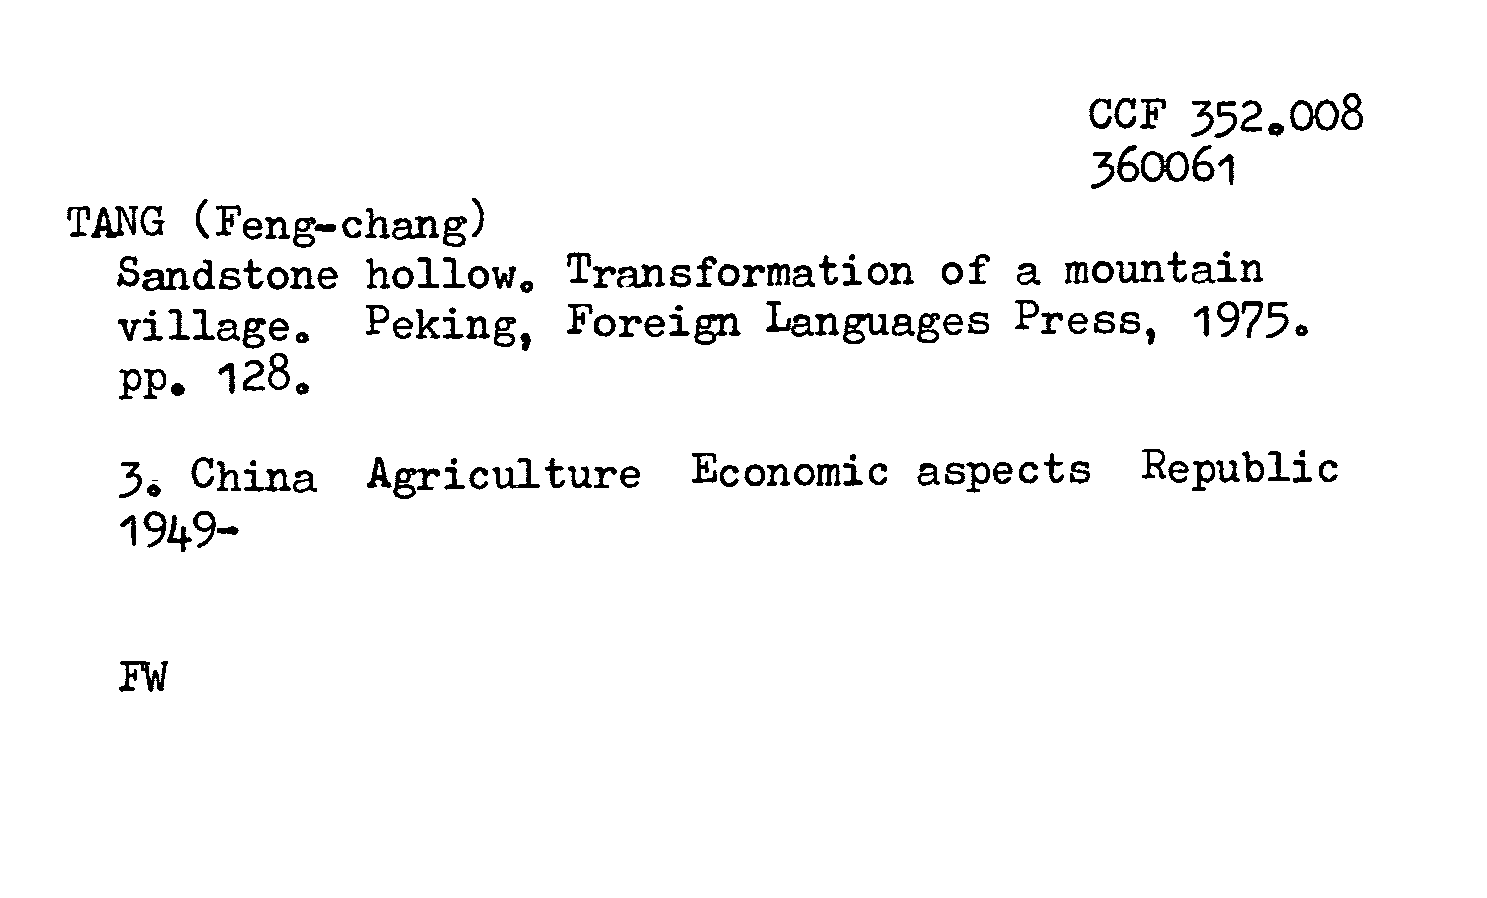 CCF 352.008
360061
TANG (Feng-chang)
Sandstone hollow. Transformation of a mountain
village. Peking, Foreign Languages Press, 1975.
pp. 128.
3. China Agriculture Economic aspects Republic
1949-
FW